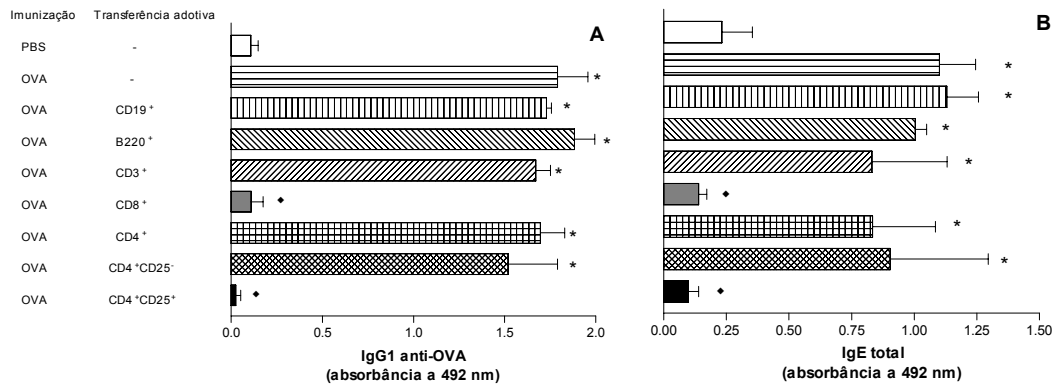 Imunização Transferência adotiva
PBS -
OVA -
OVA CD19 +
OVA B220 +
OVA CD3 +
OVA CD8 +
OVA CD4 +
OVA CD4 +CD25-
OVA CD4 +CD25+
A
*
*
*
*
*
*
0.0 0.5 1.0 1.5 2.0
IgG1 anti-OVA
(absorbância a 492 nm)
B
*
*
*
*
*
*
0.00 0.25 0.50 0.75 1.00 1.25 1.50
IgE total
(absorbância a 492 nm)